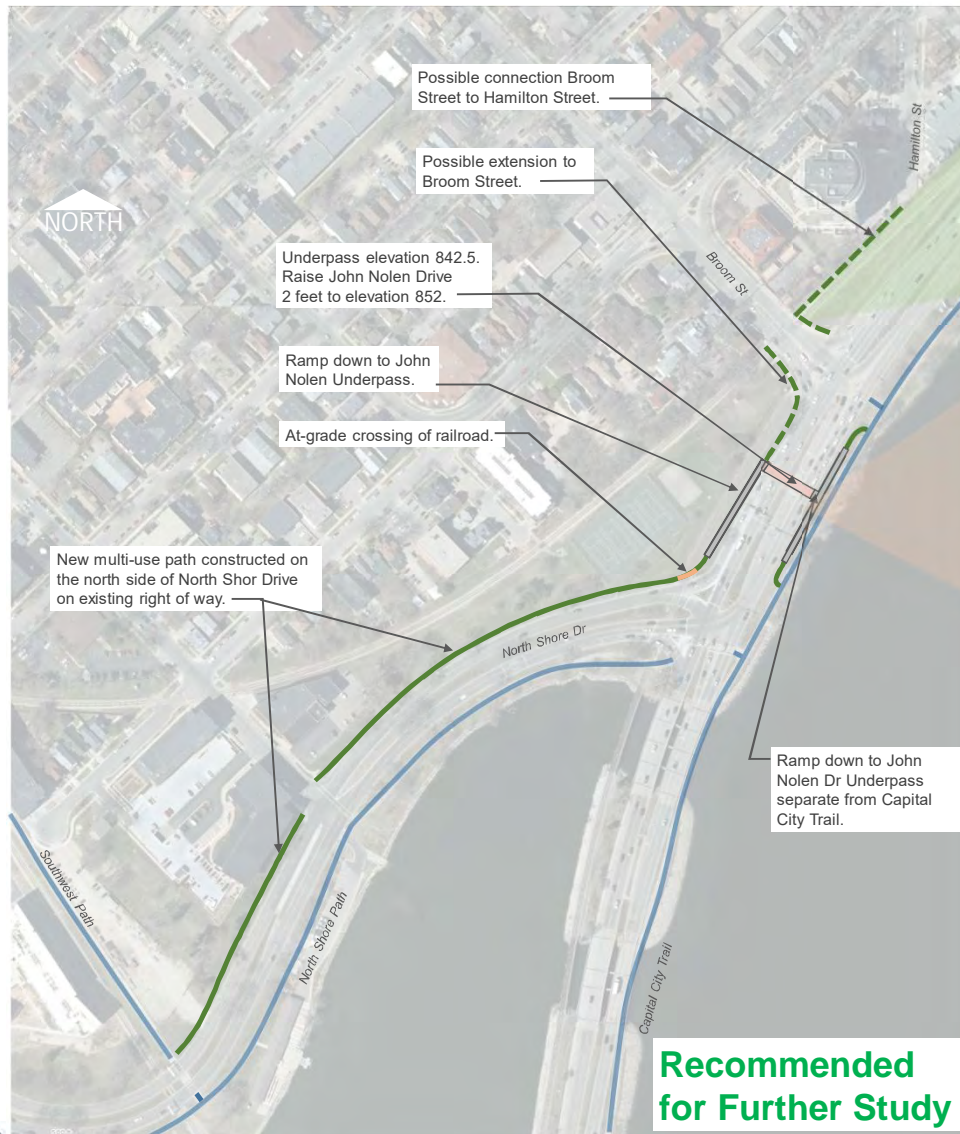 Possible connection Broom
Street to Hamilton Street.
Hamilton St
Possible extension to
Broom Street.
NORTH
Underpass elevation 842.5.
Raise John Nolen Drive
2 feet to elevation 852.
Broom St
Ramp down to John
Nolen Underpass.
At-grade crossing of railroad.
New multi-use path constructed on
the north side of North Shor Drive
on existing right of way.
North Shore Dr
Ramp down to John
Nolen Dr Underpass
separate from Capital
City Trail.
Southwest Path
North Shore Path
Capital City Trail
Recommended
for Further Study